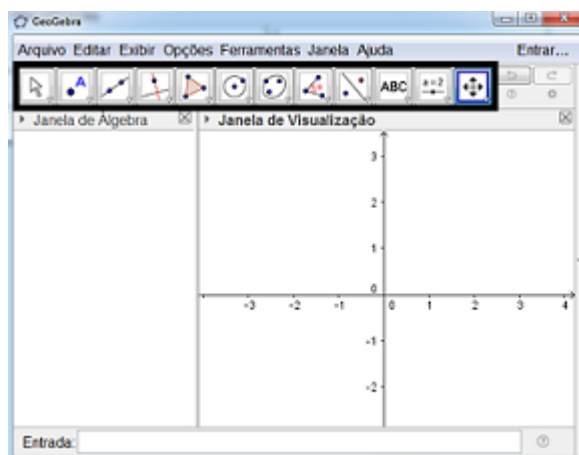 GeoGebra
Arquivo Editar Exibir Opções Ferramentas Janela Ajuda Entrar...
A ABC a=2
Janela de Álgebra Janela de Visualização
3
2
1
0
-3 -2 -1 0 1 2 3 4
-1
-2
Entrada: